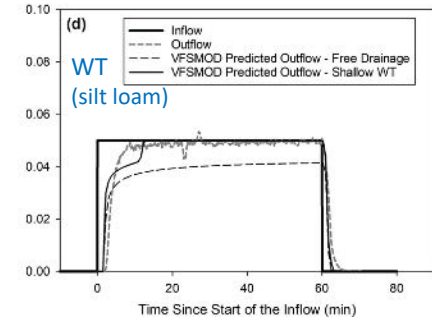 0.10
(d)
Inflow
Outflow
VFSMOD Predicted Outflow - Free Drainage
VFSMOD Predicted Outflow - Shallow WT
WT
(silt loam)
0.08
0.06
0.04
0.02
0.00
0 20 40 60 80
Time Since Start of the Inflow (min)